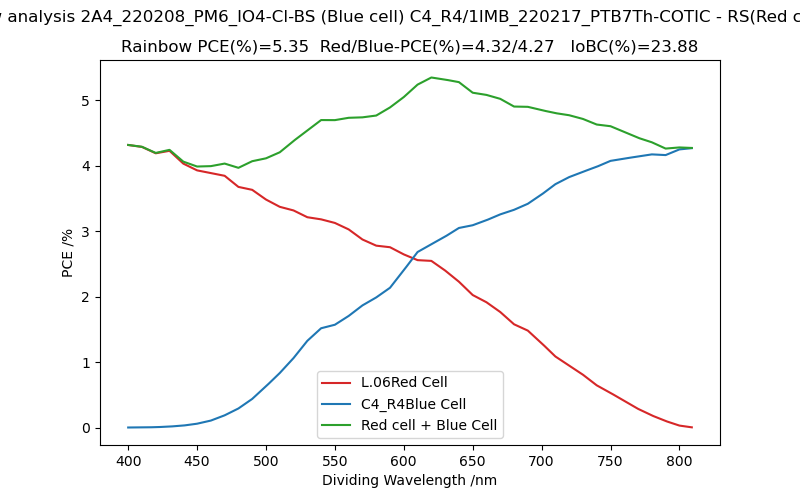 analysis 2A4_220208_PM6_IO4-Cl-BS (Blue cell) C4_R4/1IMB_220217_PTB7Th-COTIC - RS(Red
Rainbow PCE(%)=5.35 Red/Blue-PCE(%)=4.32/4.27 IoBC(%)=23.88
5
4
3
2
1
0
PCE /%
L.06Red Cell
C4_R4Blue Cell
Red cell + Blue Cell
400 450 500 550 600 650 700 750 800
Dividing Wavelength /nm